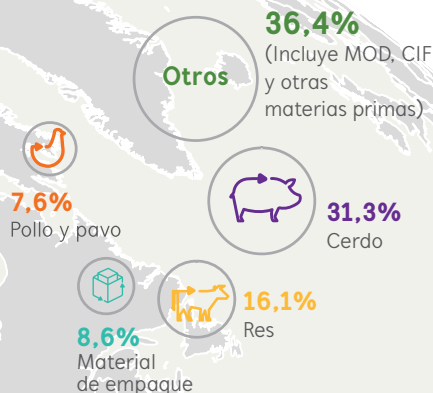 36,4%
Otros
(Incluye MOD, CIF
y otras
materias primas)
7,6%
Pollo y pavo
31,3%
Cerdo
16,1%
Res
8,6%
Material
de empaque